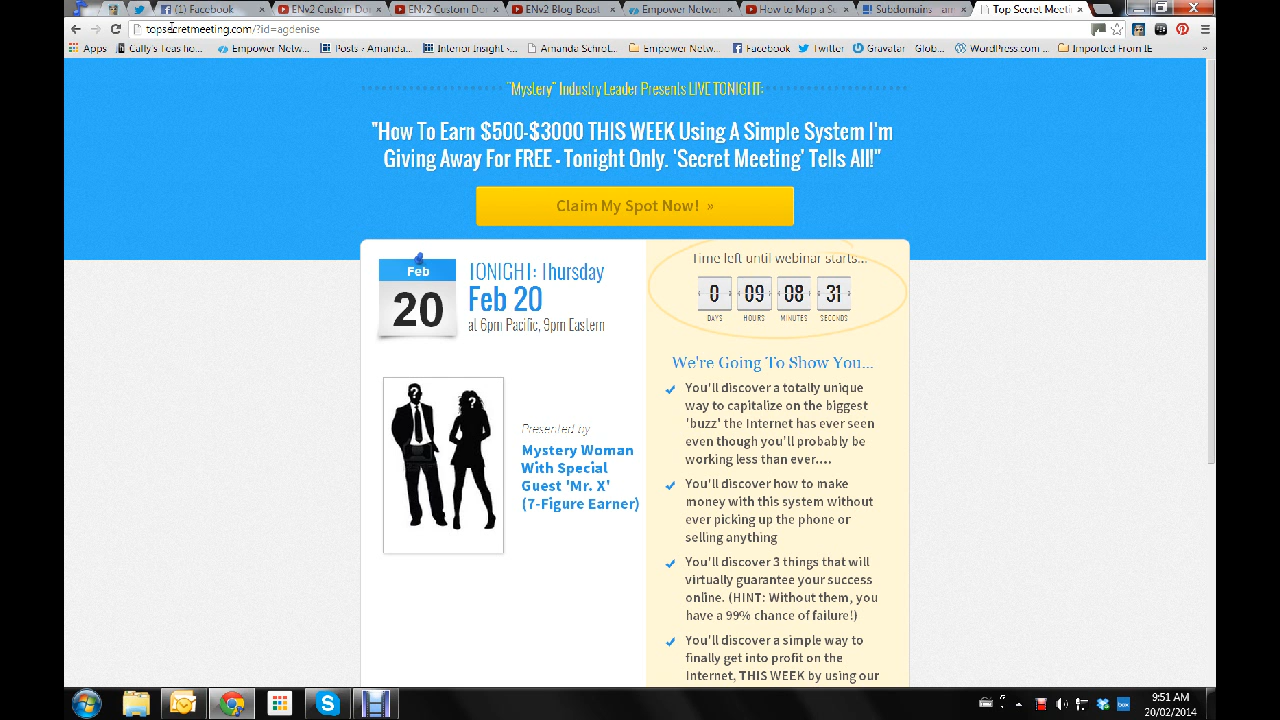 (1) Facebook
ENv2 Custom Do
ENv2 Custom Do
ENv2 Blog Beast
Empower Netwo
How to Map a S
Subdomains - am
Top Secret Meeti
topsecretmeeting.com/?id=agdenise
Apps
Cully's Teas ho...
Empower Netw...
Posts ‹ Amanda...
Interior Insight ‹...
Amanda Schrot...
Empower Netw...
Facebook
Twitter
Gravatar - Glob...
WordPress.com ...
Imported From IE
"Mystery" Industry Leader Presents LIVE TONIGHT:
"How To Earn $500-$3000 THIS WEEK Using A Simple System I'm
Giving Away For FREE - Tonight Only. 'Secret Meeting' Tells All!"
Claim My Spot Now! »
Feb
20
TONIGHT: Thursday
Feb 20
at 6pm Pacific, 9pm Eastern
Presented by
Mystery Woman
With Special
Guest 'Mr. X'
(7-Figure Earner)
Time left until webinar starts...
0 09 08 31
DAYS HOURS MINUTES SECONDS
We're Going To Show You...
You'll discover a totally unique
way to capitalize on the biggest
'buzz' the Internet has ever seen
even though you'll probably be
working less than ever....
You'll discover how to make
money with this system without
ever picking up the phone or
selling anything
You'll discover 3 things that will
virtually guarantee your success
online. (HINT: Without them, you
have a 99% chance of failure!)
You'll discover a simple way to
finally get into profit on the
Internet, THIS WEEK by using our
9:51 AM
20/02/2014